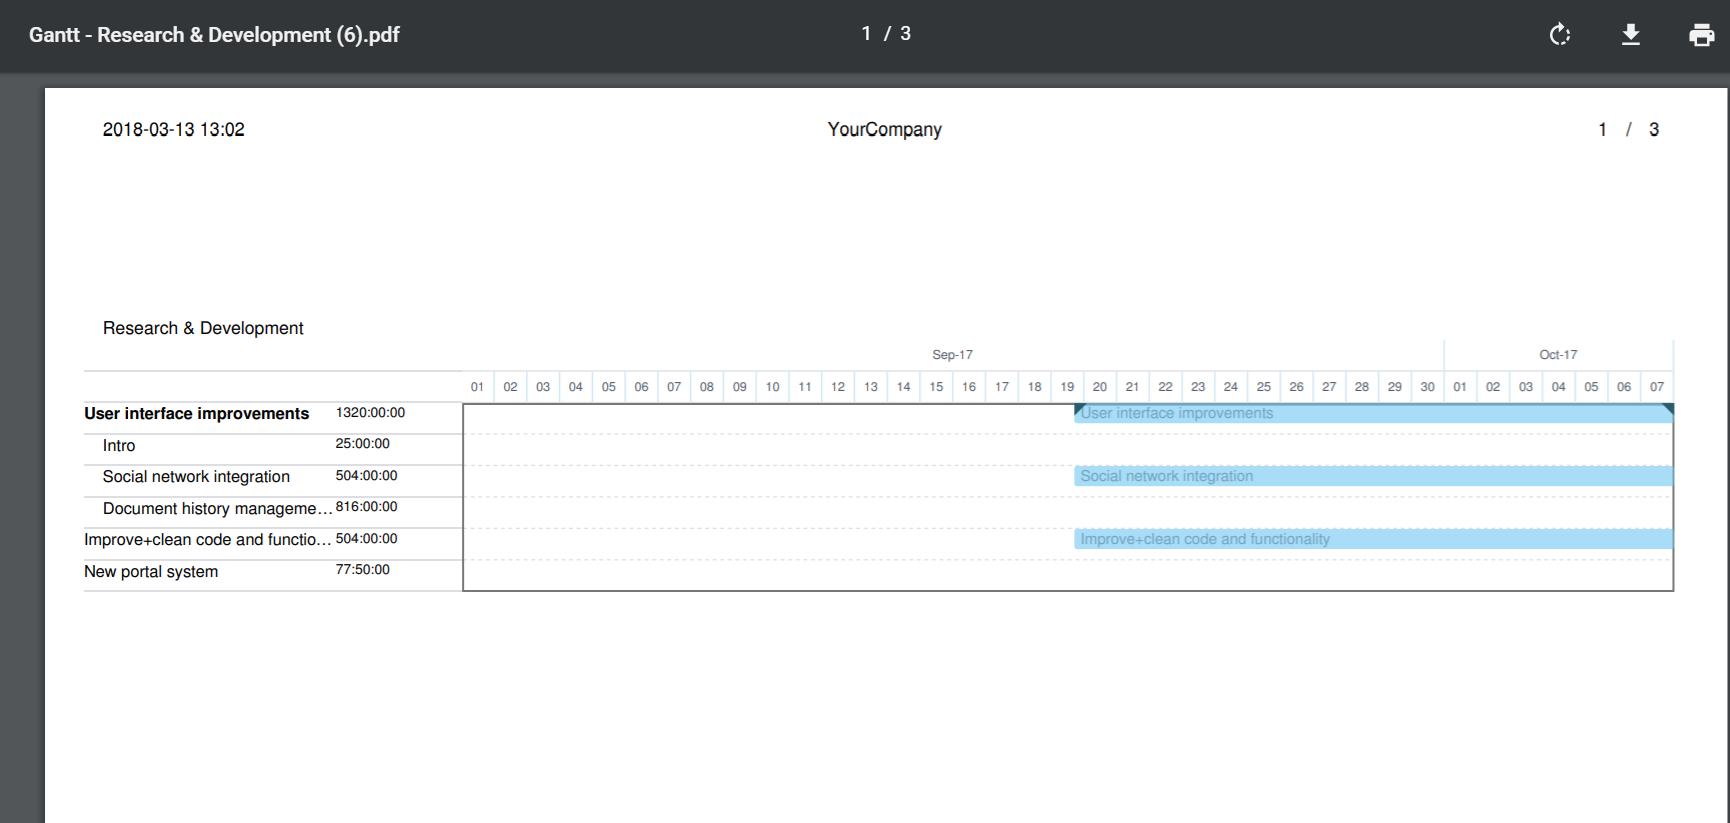 Gantt - Research & Development (6).pdf 1 / 3
2018-03-13 13:02 YourCompany 1 / 3
Research & Development
Sep-17 Oct-17
01 02 03 04 05 06 07 08 09 10 11 12 13 14 15 16 17 18 19 20 21 22 23 24 25 26 27 28 29 30 01 02 03 04 05 06 07
User interface improvements 1320:00:00 User interface improvements
Intro 25:00:00
Social network integration 504:00:00 Social network integration
Document history manageme... 816:00:00
Improve+clean code and functio... 504:00:00 Improve+clean code and functionality
New portal system 77:50:00